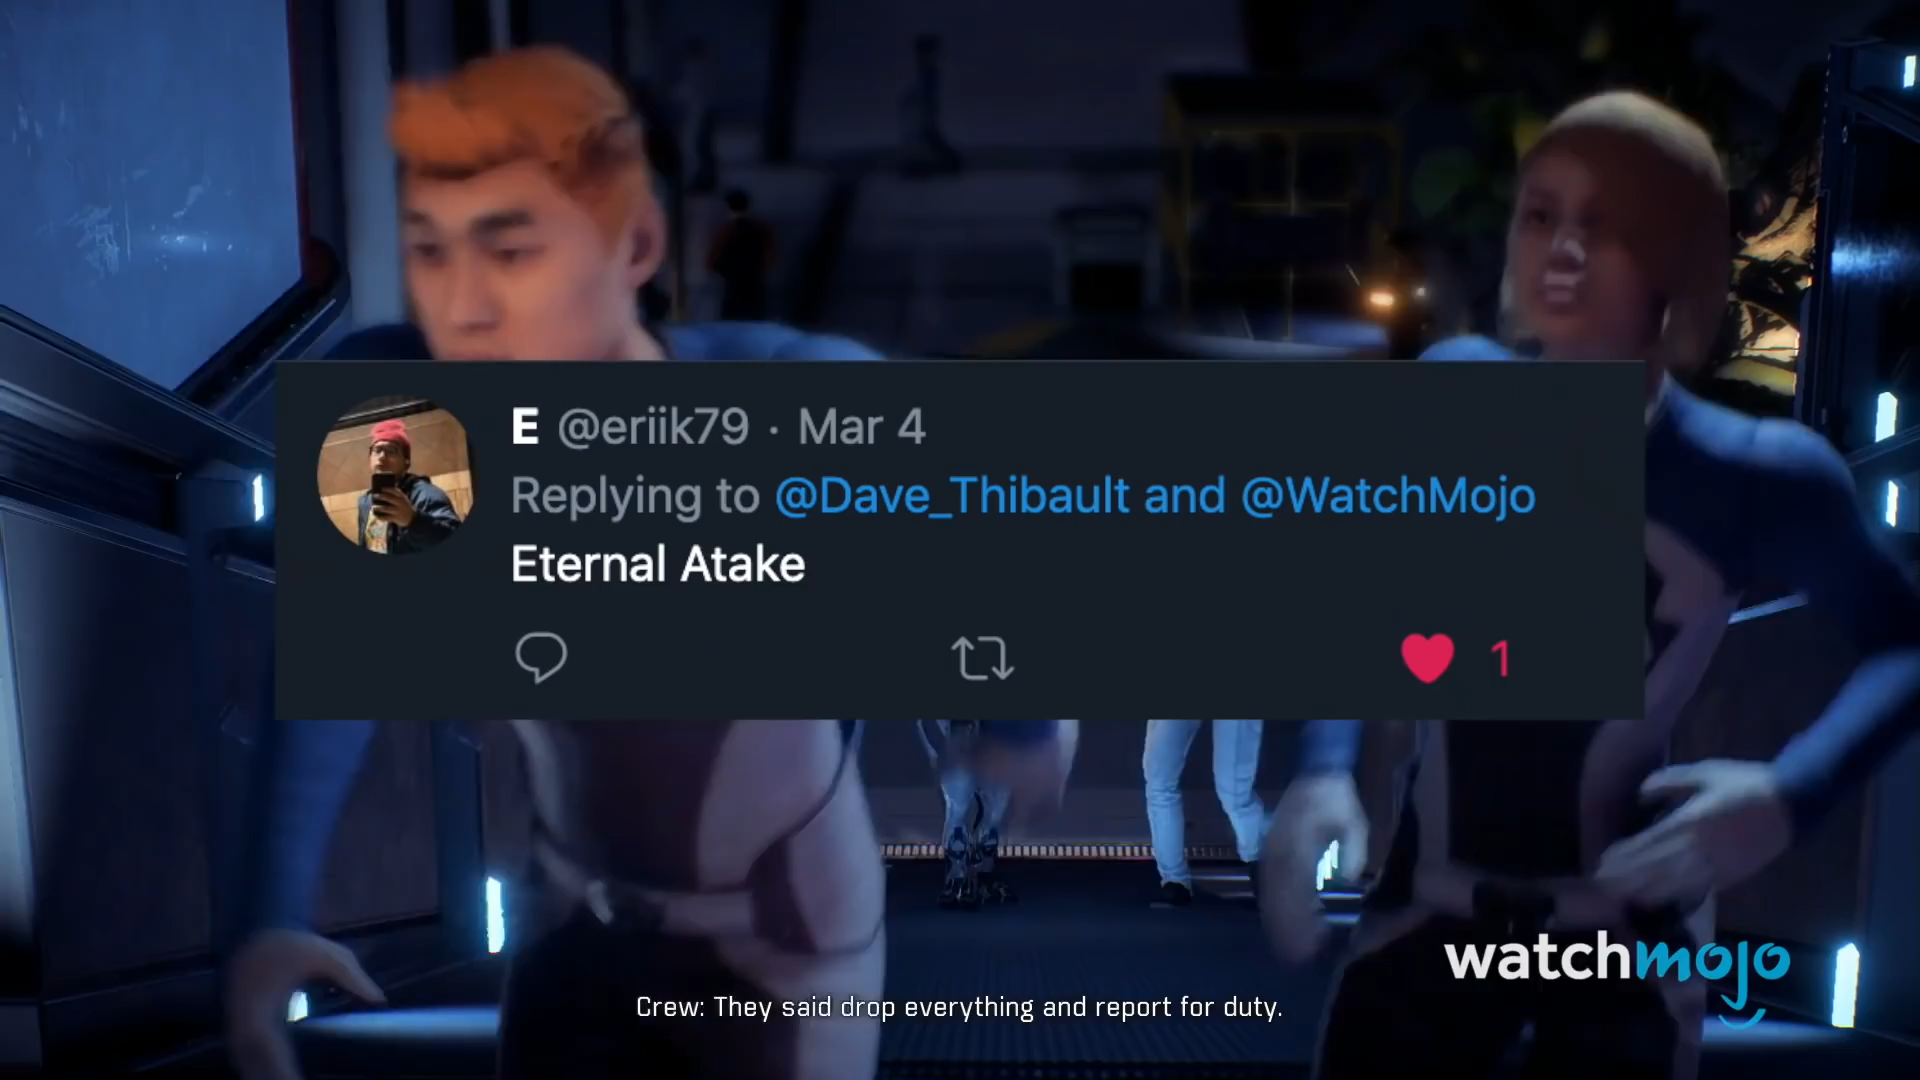 E @eriik79 · Mar 4
Replying to @Dave_Thibault and @WatchMojo
Eternal Atake
1
watchmojo
Crew: They said drop everything and report for duty.